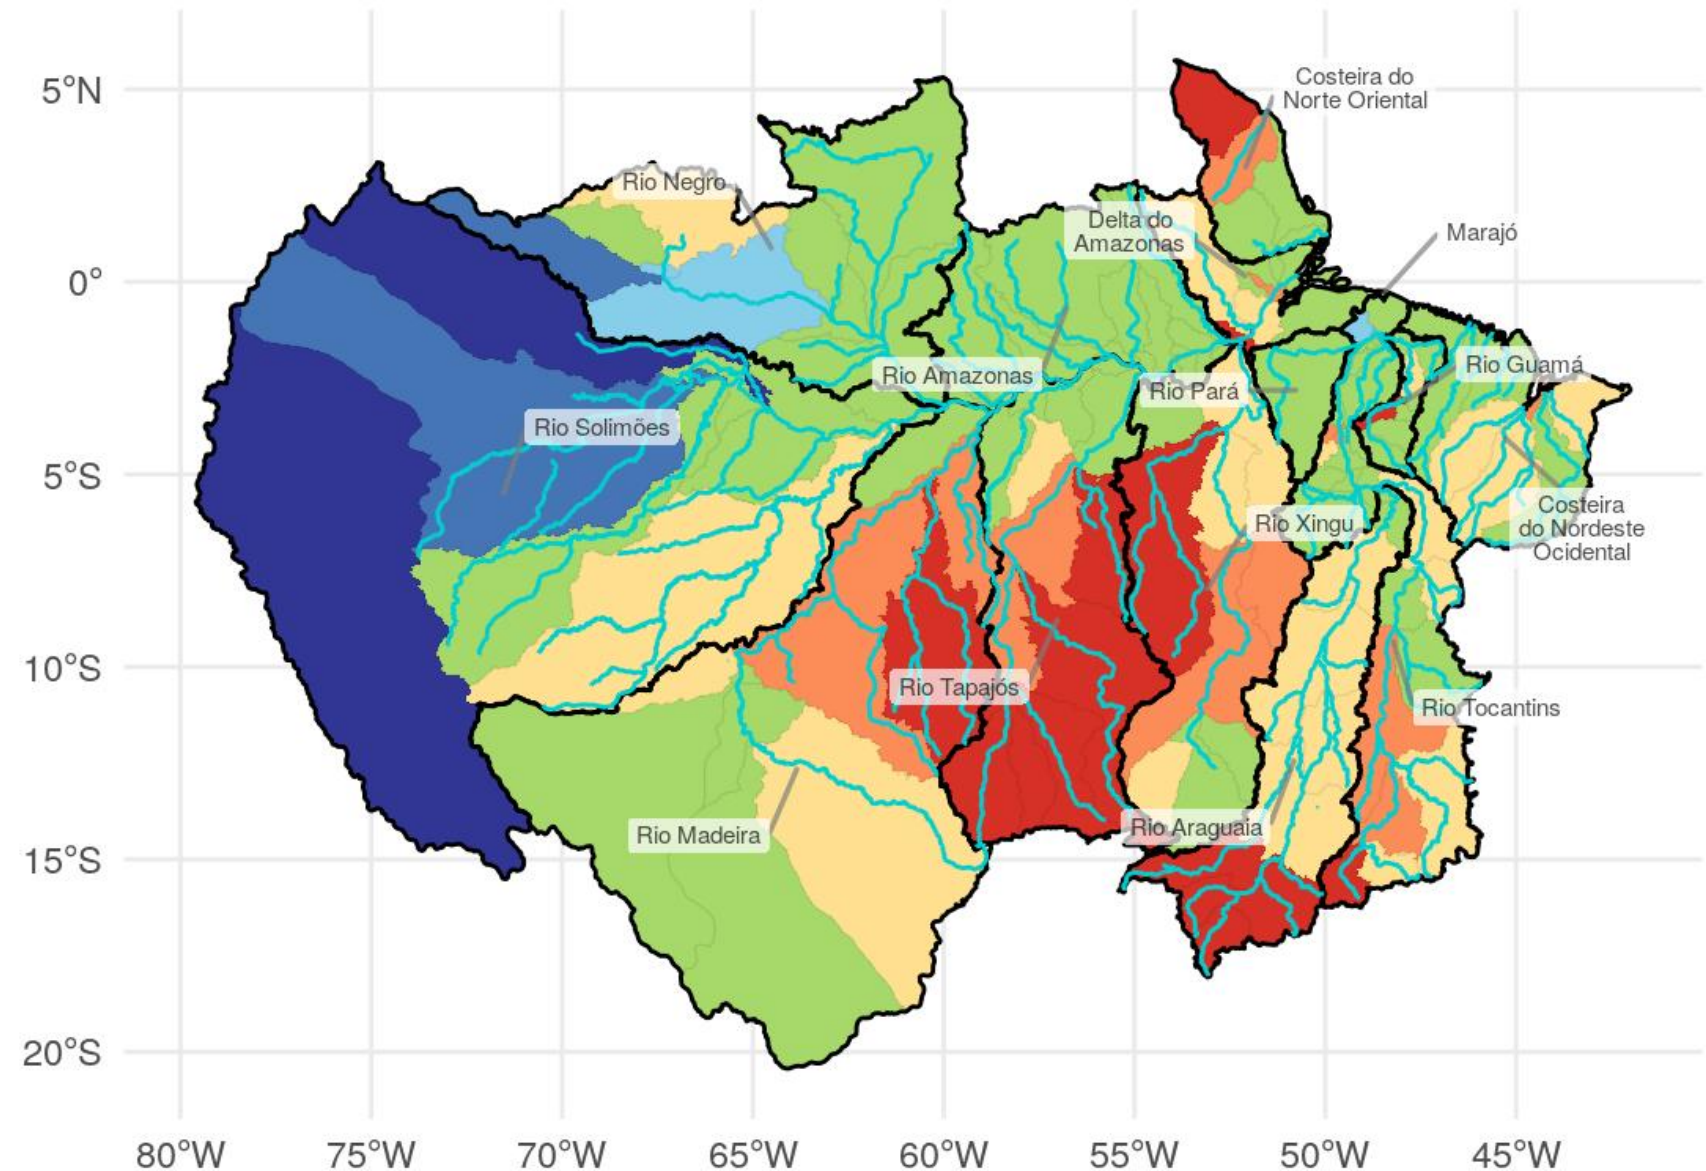 5°N
Costeira do
Norte Oriental
Rio Negro
Delta do
Amazonas
Marajó
0°
Rio Amazonas
Rio Pará
Rio Guamá
Rio Solimões
5°S
Rio Xingu
Costeira
do Nordeste
Ocidental
10°S
Rio Tapajós
Rio Tocantins
Rio Madeira
Rio Araguaia
15°S
20°S
80°W
75°W
70°W
65°W
60°W
55°W
50°W
45°W